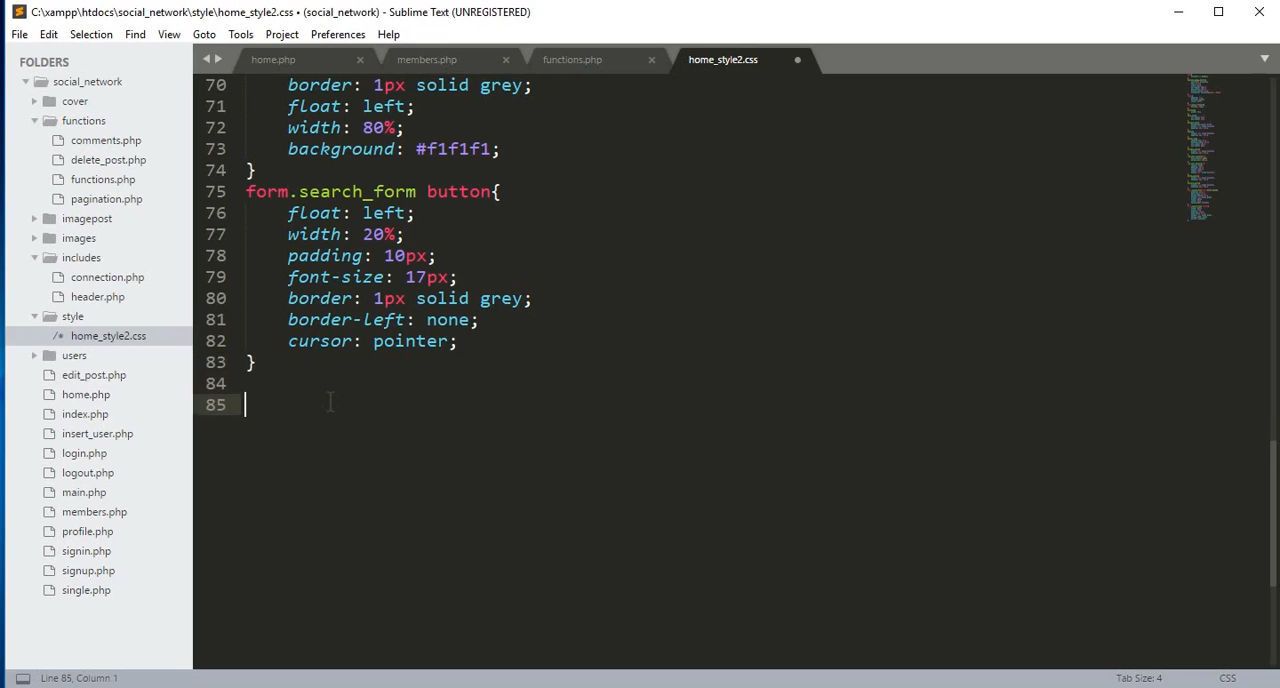 C:\xampp\htdocs\social_network\style\home_style2.css • (social_network) - Sublime Text (UNREGISTERED)
File Edit Selection Find View Goto Tools Project Preferences Help
FOLDERS
social_network
cover
functions
comments.php
delete_post.php
functions.php
pagination.php
imagepost
images
includes
connection.php
header.php
style
/* home_style2.css
users
edit_post.php
home.php
index.php
insert_user.php
login.php
logout.php
main.php
members.php
profile.php
signin.php
signup.php
single.php
home.php members.php functions.php home_style2.css
70 border: 1px solid grey;
71 float: left;
72 width: 80%;
73 background: #f1f1f1;
74 }
75 form.search_form button{
76 float: left;
77 width: 20%;
78 padding: 10px;
79 font-size: 17px;
80 border: 1px solid grey;
81 border-left: none;
82 cursor: pointer;
83 }
84
85
Line 85, Column 1 Tab Size: 4 CSS